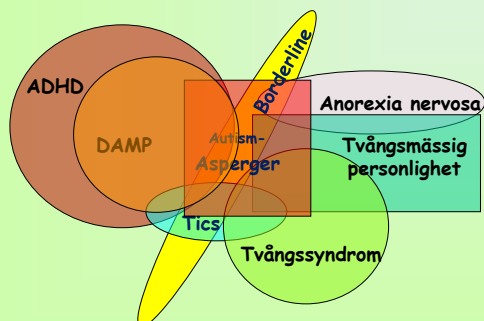 ADHD
Borderline
Anorexia nervosa
DAMP
Autism-
Asperger
Tvångsmässig
personlighet
Tics
Tvångssyndrom